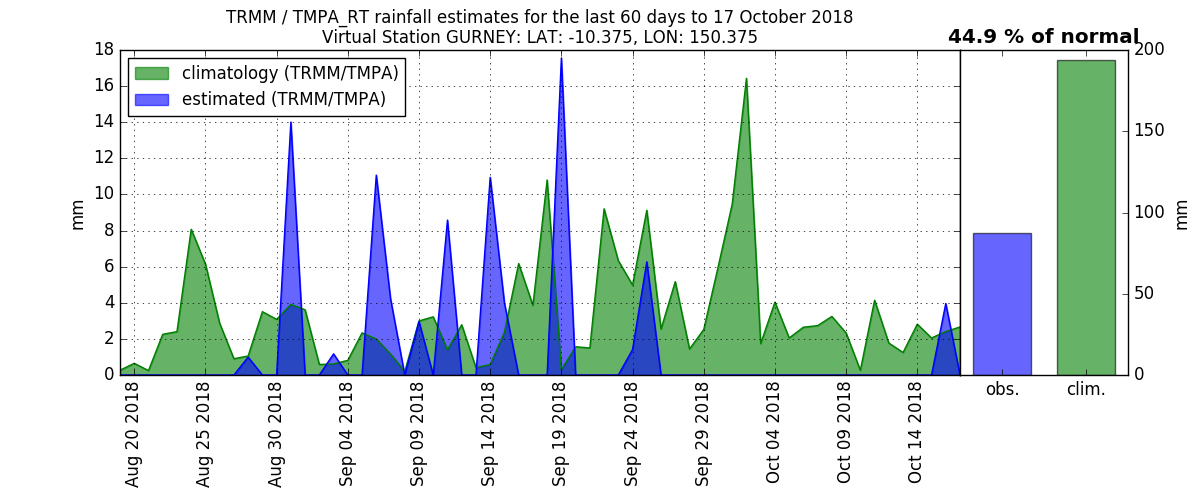 TRMM / TMPA_RT rainfall estimates for the last 60 days to 17 October 2018
Virtual Station GURNEY: LAT: -10.375, LON: 150.375
44.9 % of normal
climatology (TRMM/TMPA)
estimated (TRMM/TMPA)
18
16
14
12
10
8
6
4
2
0
mm
Aug 20 2018
Aug 25 2018
Aug 30 2018
Sep 04 2018
Sep 09 2018
Sep 14 2018
Sep 19 2018
Sep 24 2018
Sep 29 2018
Oct 04 2018
Oct 09 2018
Oct 14 2018
200
150
100
50
0
mm
obs.
clim.